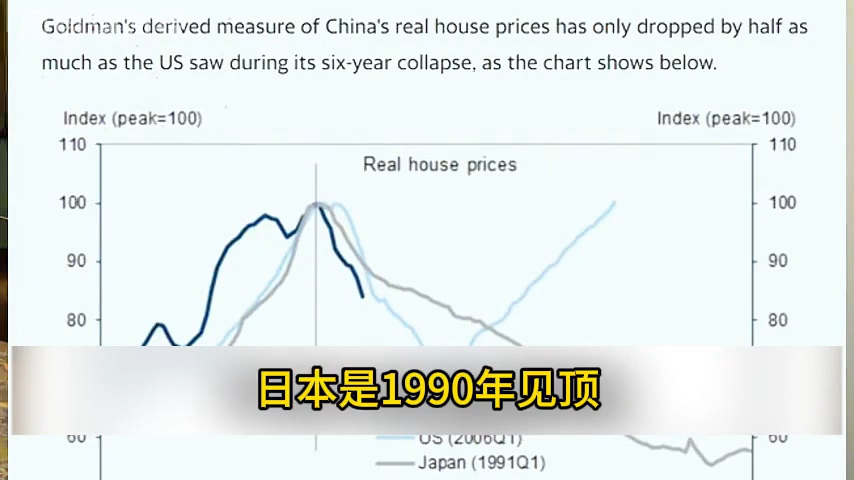 Goldman's derived measure of China's real house prices has only dropped by half as
much as the US saw during its six-year collapse, as the chart shows below.
Index (peak=100)
Index (peak=100)
110
Real house prices
110
100
100
90
90
80
80
日本是1990年见顶
60
US (2006Q1)
60
Japan (1991Q1)